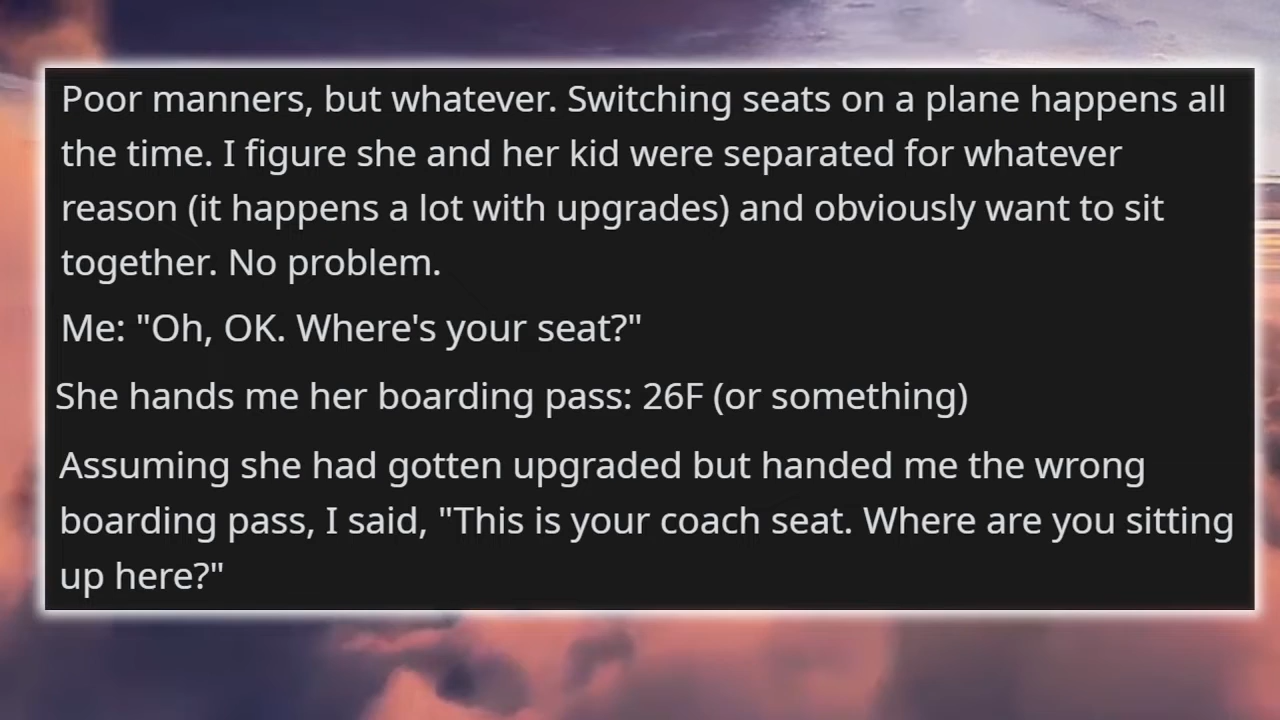 Poor manners, but whatever. Switching seats on a plane happens all
the time. I figure she and her kid were separated for whatever
reason (it happens a lot with upgrades) and obviously want to sit
together. No problem.
Me: "Oh, OK. Where's your seat?"
She hands me her boarding pass: 26F (or something)
Assuming she had gotten upgraded but handed me the wrong
boarding pass, I said, "This is your coach seat. Where are you sitting
up here?"